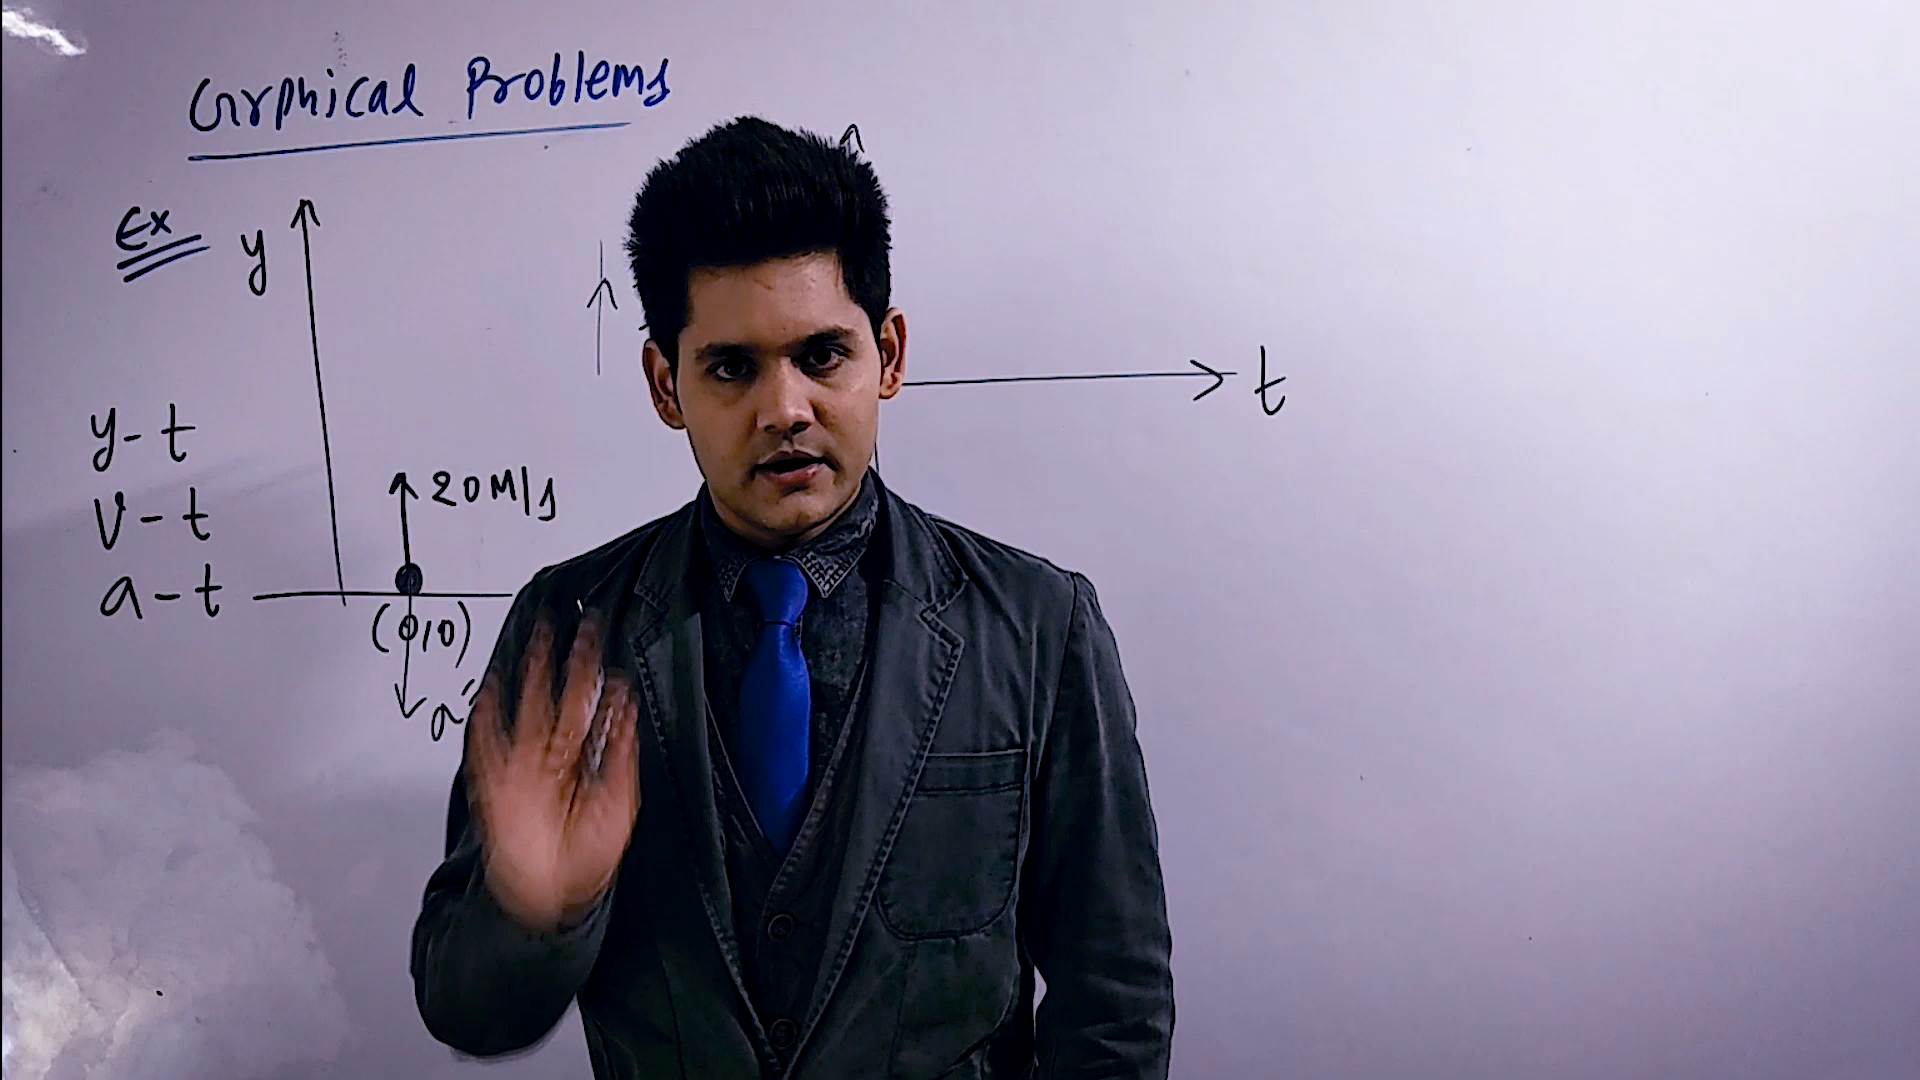 Grphical Problems
Ex
y
t
y-t
v-t
a-t
20M/s
(0,0)
a=